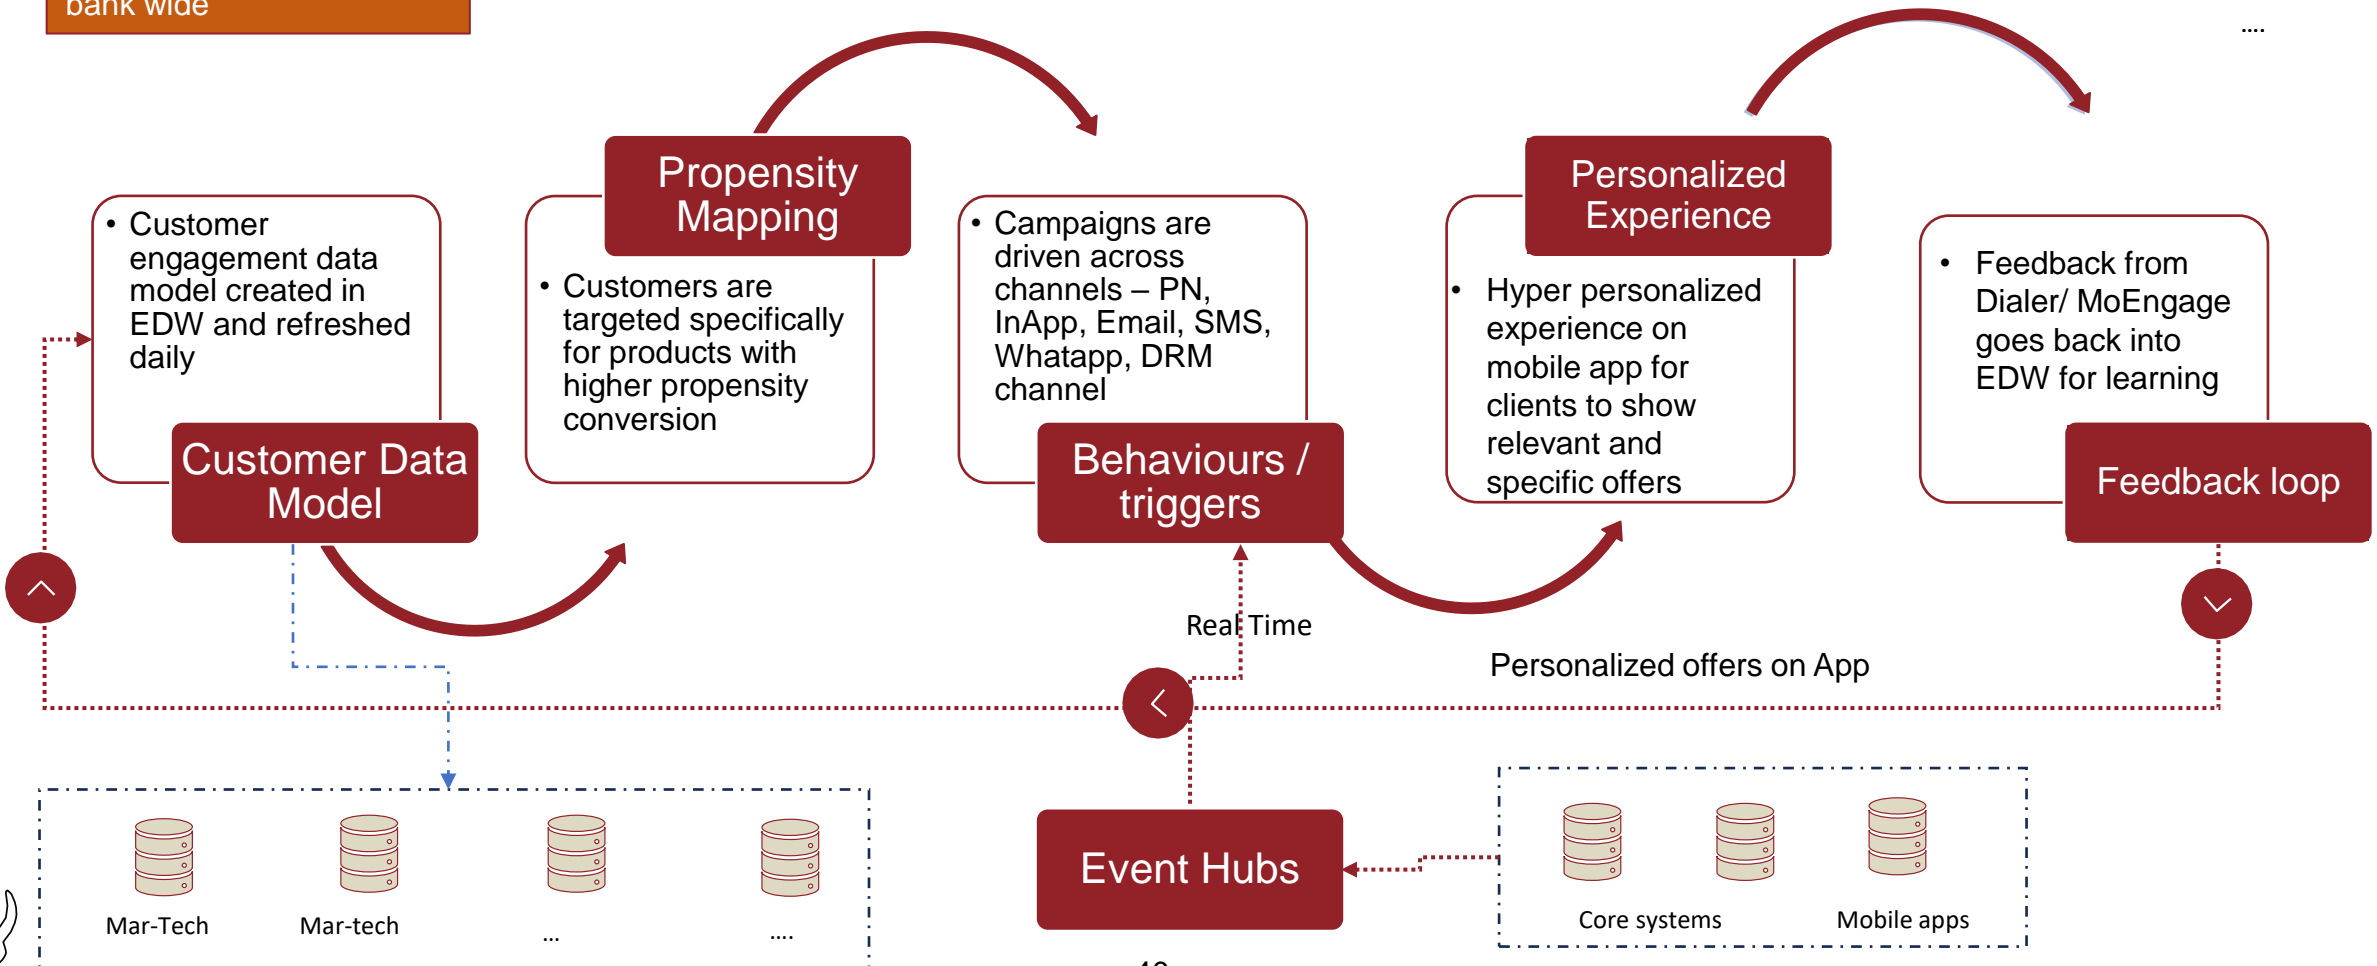 bank wide
....
Propensity
Mapping
Personalized
Experience
• Customer
engagement data
model created in
EDW and refreshed
daily
Customer Data
Model
• Customers are
targeted specifically
for products with
higher propensity
conversion
• Campaigns are
driven across
channels – PN,
InApp, Email, SMS,
Whatapp, DRM
channel
Behaviours /
triggers
• Hyper personalized
experience on
mobile app for
clients to show
relevant and
specific offers
• Feedback from
Dialer/ MoEngage
goes back into
EDW for learning
Feedback loop
Real Time
Personalized offers on App
Mar-Tech
Mar-tech
...
....
Event Hubs
Core systems
Mobile apps